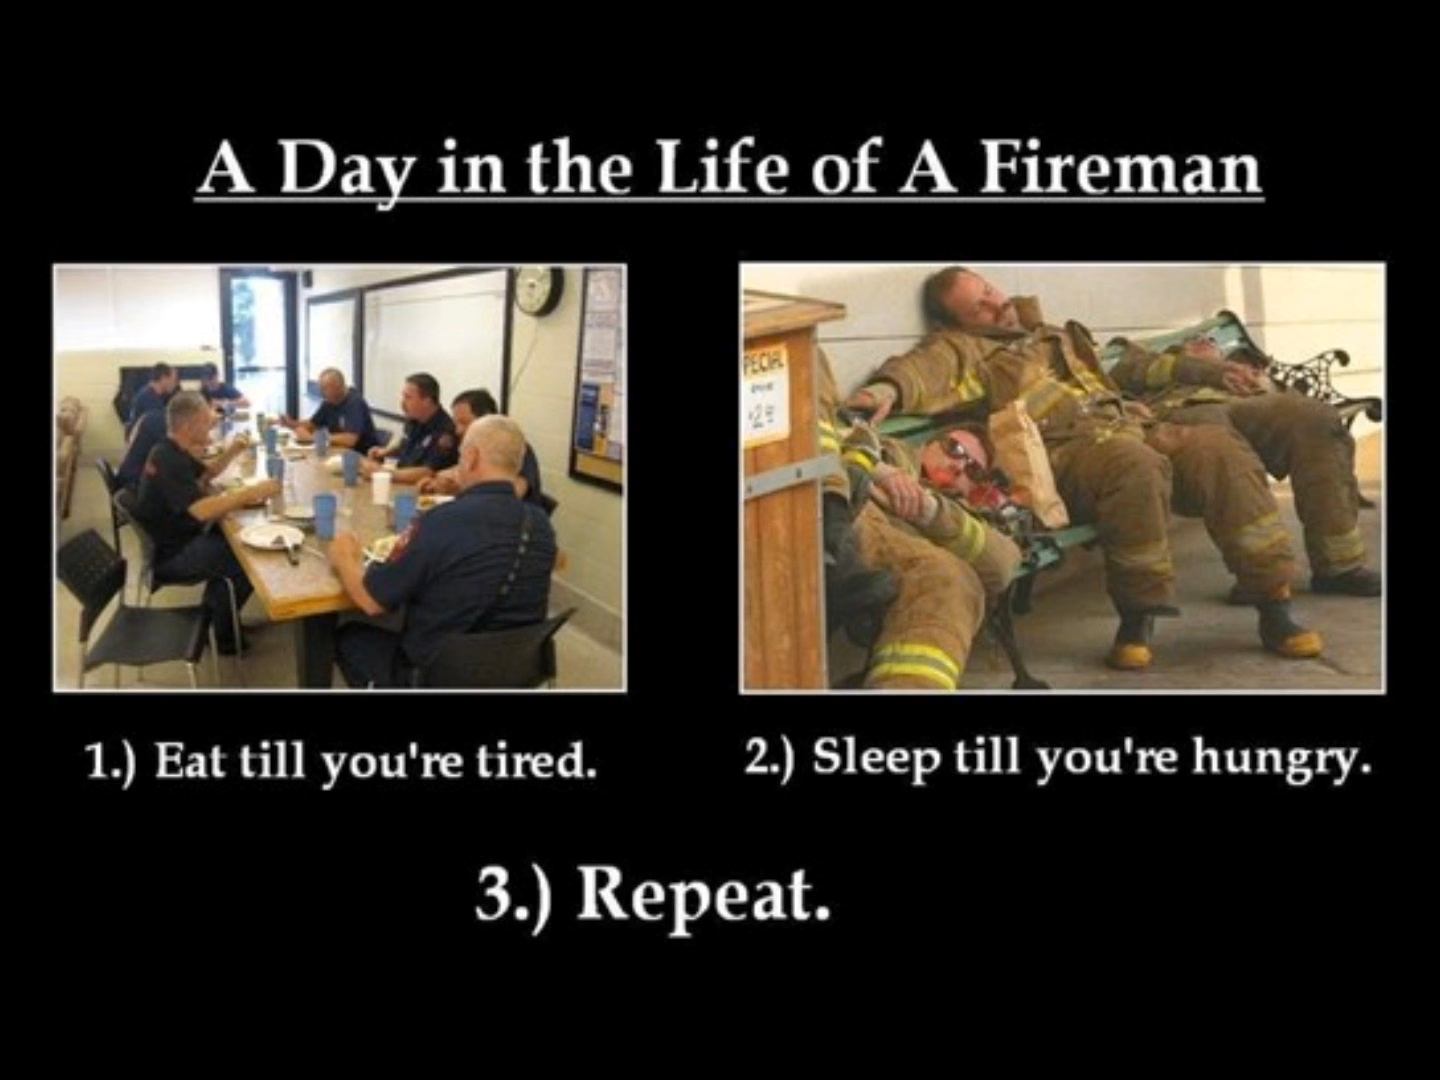 A Day in the Life of A Fireman
PECIAL
1.) Eat till you're tired.
2.) Sleep till you're hungry.
3.) Repeat.